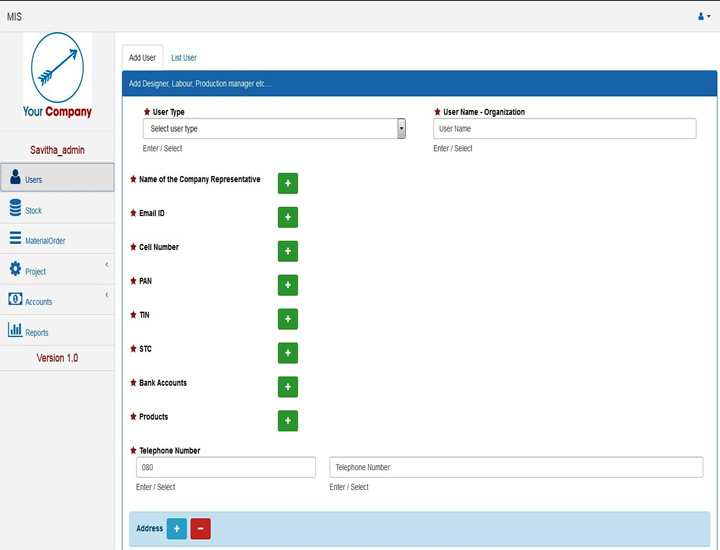 MIS
Your Company
Savitha_admin
Users
Stock
MaterialOrder
Project
Accounts
Reports
Version 1.0
Add User
List User
Add Designer, Labour, Production manager etc....
User Type
User Name - Organization
Select user type
User Name
Enter / Select
Enter / Select
Name of the Company Representative
Email ID
Cell Number
PAN
TIN
STC
Bank Accounts
Products
Telephone Number
080
Telephone Number
Enter / Select
Enter / Select
Address